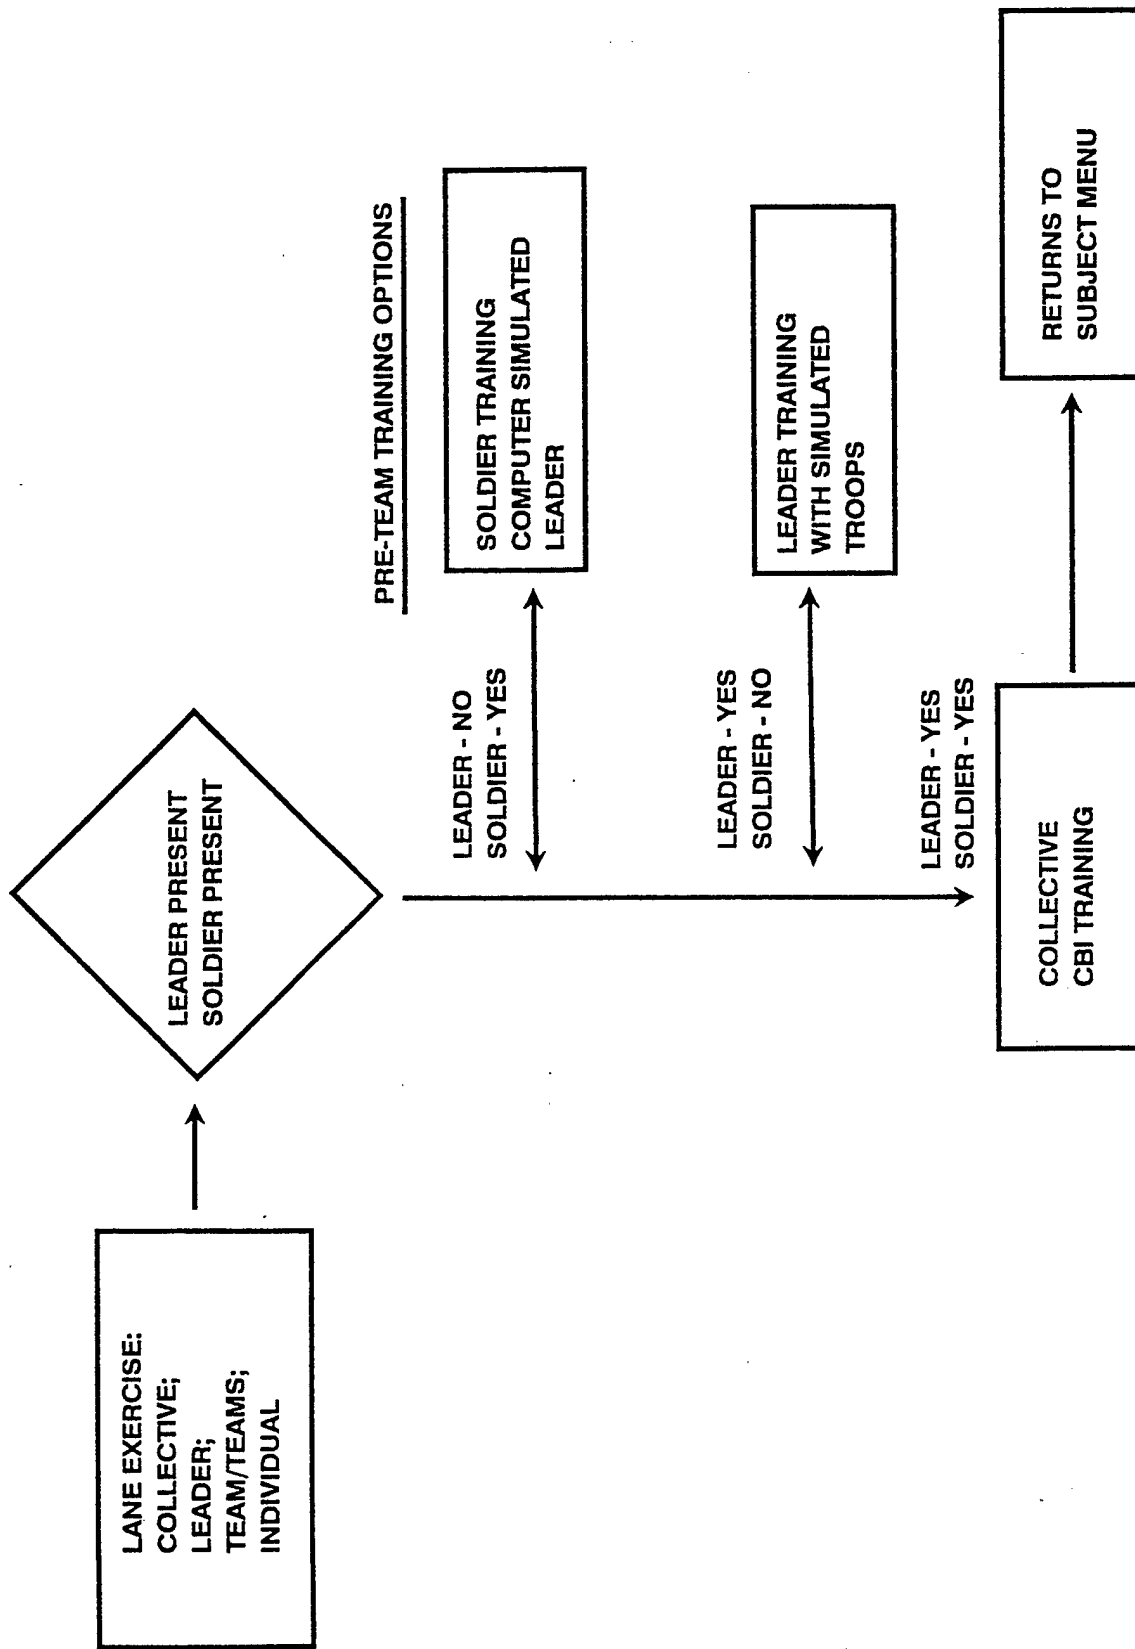 LANE EXERCISE:
COLLECTIVE;
LEADER;
TEAM/TEAMS;
INDIVIDUAL
LEADER PRESENT
SOLDIER PRESENT
PRE-TEAM TRAINING OPTIONS
LEADER - NO
SOLDIER - YES
SOLDIER TRAINING
COMPUTER SIMULATED
LEADER
LEADER - YES
SOLDIER - NO
LEADER TRAINING
WITH SIMULATED
TROOPS
LEADER - YES
SOLDIER - YES
COLLECTIVE
CBI TRAINING
RETURNS TO
SUBJECT MENU